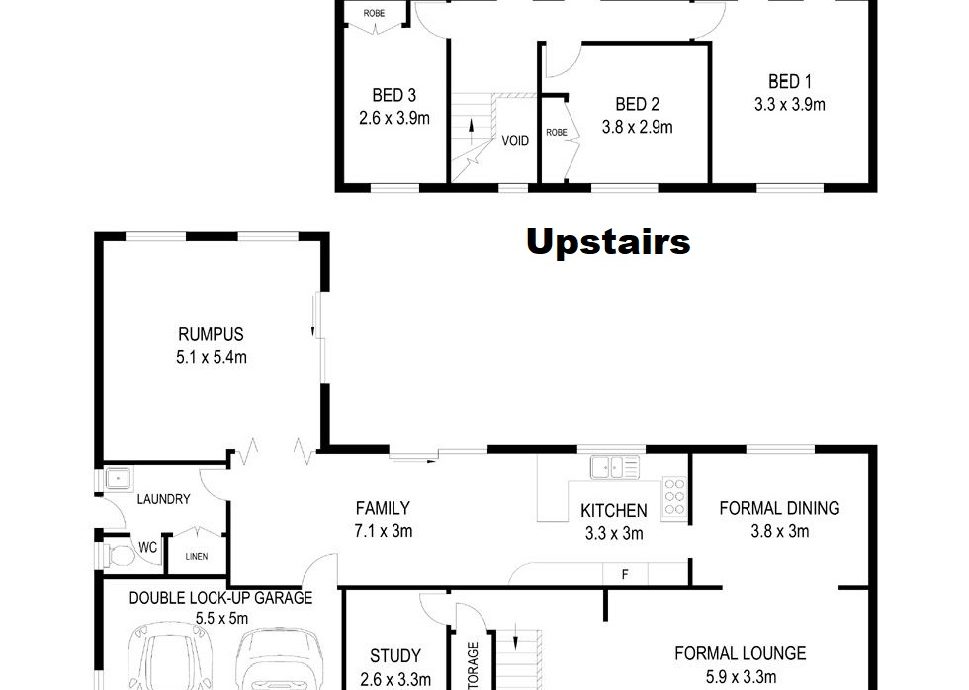 ROBE
BED 3
2.6 x 3.9m
BED 2
3.8 x 2.9m
BED 1
3.3 x 3.9m
ROBE
VOID
Upstairs
RUMPUS
5.1 x 5.4m
LAUNDRY
WC
LINEN
FAMILY
7.1 x 3m
KITCHEN
3.3 x 3m
F
FORMAL DINING
3.8 x 3m
DOUBLE LOCK-UP GARAGE
5.5 x 5m
STUDY
2.6 x 3.3m
TORAGE
FORMAL LOUNGE
5.9 x 3.3m